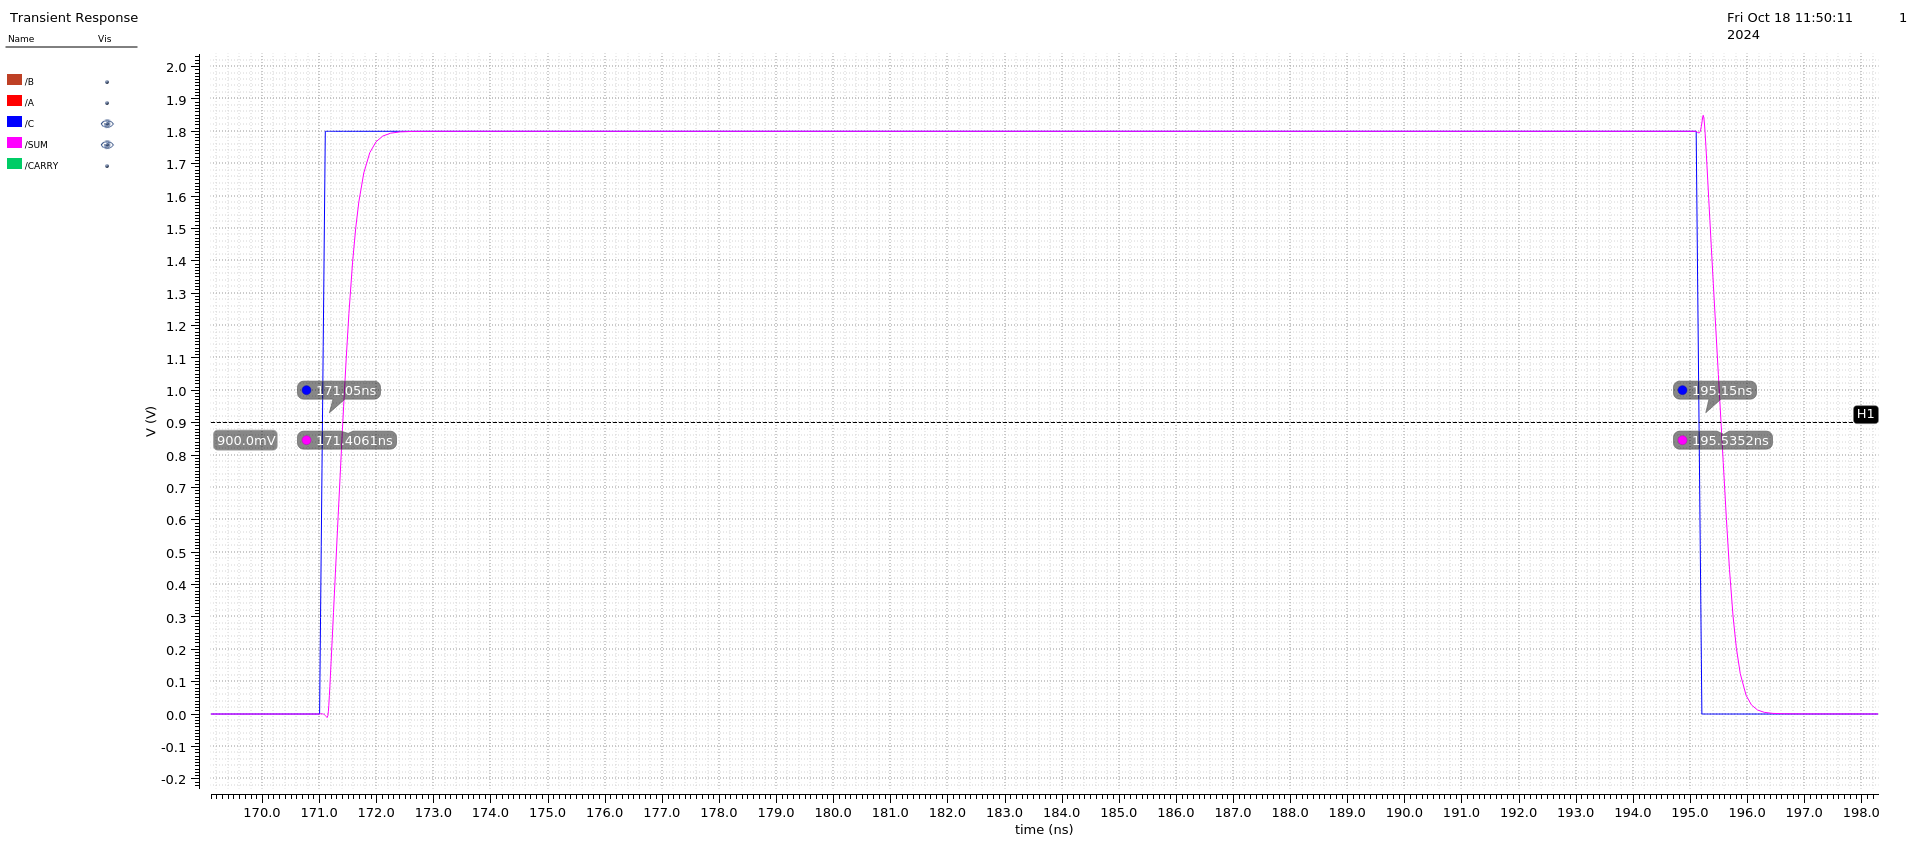 Transient Response
Fri Oct 18 11:50:11 2024
1
Name Vis
/B
/A
/C
/SUM
/CARRY
V (V)
2.0
1.9
1.8
1.7
1.6
1.5
1.4
1.3
1.2
1.1
1.0
0.9
0.8
0.7
0.6
0.5
0.4
0.3
0.2
0.1
0.0
-0.1
-0.2
171.05ns
195.15ns
H1
900.0mV
171.4061ns
195.5352ns
170.0 171.0 172.0 173.0 174.0 175.0 176.0 177.0 178.0 179.0 180.0 181.0 182.0 183.0 184.0 185.0 186.0 187.0 188.0 189.0 190.0 191.0 192.0 193.0 194.0 195.0 196.0 197.0 198.0
time (ns)